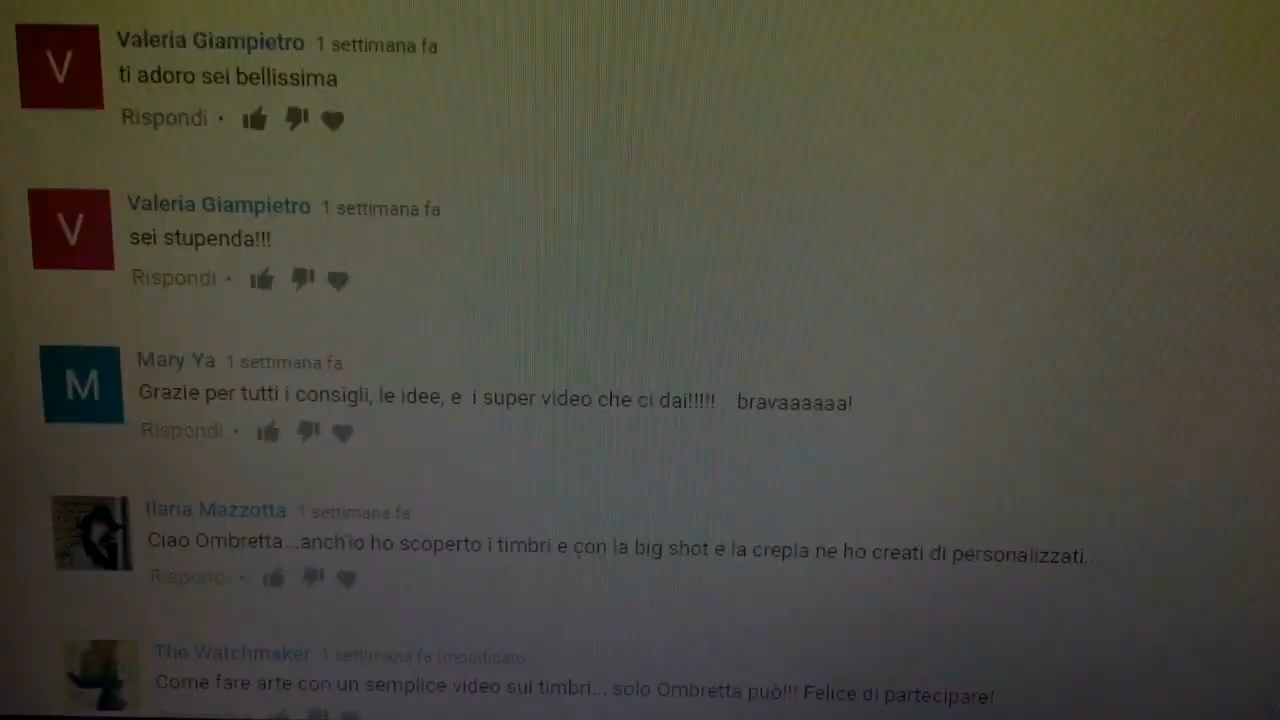 V
Valeria Giampietro 1 settimana fa
ti adoro sei bellissima
Rispondi •
V
Valeria Giampietro 1 settimana fa
sei stupenda!!!
Rispondi •
M
Mary Ya 1 settimana fa
Grazie per tutti i consigli, le idee, e i super video che ci dai!!!!! bravaaaaaa!
Rispondi •
Ilaria Mazzotta 1 settimana fa
Ciao Ombretta...anch'io ho scoperto i timbri e con la big shot e la crepla ne ho creati di personalizzati...
Rispondi •
The Watchmaker 1 settimana fa (modificato)
Come fare arte con un semplice video sui timbri... solo Ombretta può!!! Felice di partecipare!